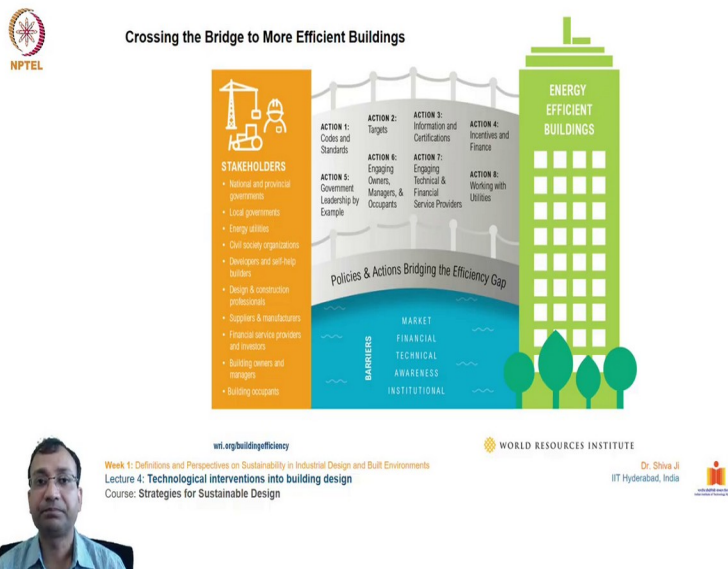 NPTEL
Crossing the Bridge to More Efficient Buildings
STAKEHOLDERS
• National and provincial
governments
• Local governments
• Energy utilities
• Civil society organizations
• Developers and self-help
builders
• Design & construction
professionals
• Suppliers & manufacturers
• Financial service providers
and investors
• Building owners and
managers
• Building occupants
ACTION 1:
Codes and
Standards
ACTION 2:
Targets
ACTION 3:
Information and
Certifications
ACTION 4:
Incentives and
Finance
ACTION 5:
Government
Leadership by
Example
ACTION 6:
Engaging
Owners,
Managers, &
Occupants
ACTION 7:
Engaging
Technical &
Financial
Service Providers
ACTION 8:
Working with
Utilities
Policies & Actions Bridging the Efficiency Gap
BARRIERS
MARKET
FINANCIAL
TECHNICAL
AWARENESS
INSTITUTIONAL
ENERGY
EFFICIENT
BUILDINGS
wri.org/buildingefficiency
WORLD RESOURCES INSTITUTE
Week 1: Definitions and Perspectives on Sustainability in Industrial Design and Built Environments
Lecture 4: Technological interventions into building design
Course: Strategies for Sustainable Design
Dr. Shiva Ji
IIT Hyderabad, India